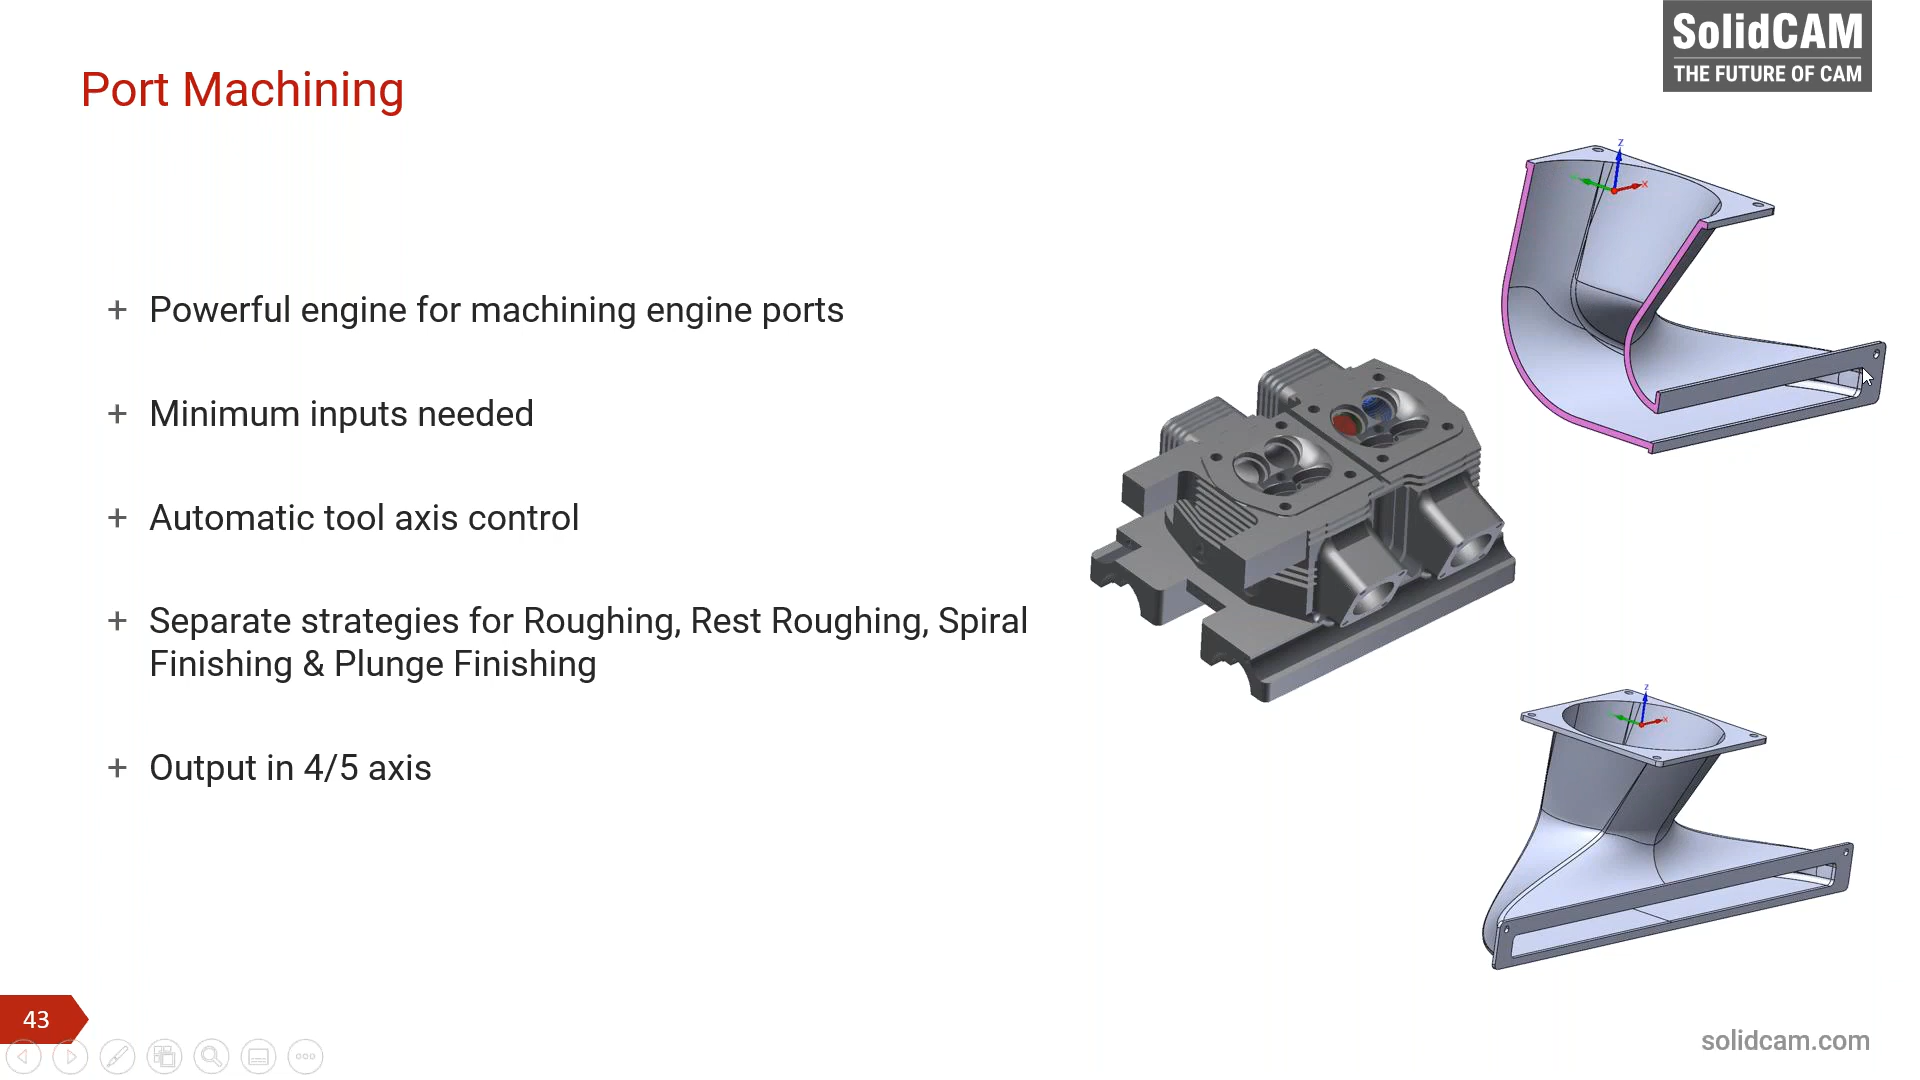 SolidCAM
THE FUTURE OF CAM
Port Machining
+ Powerful engine for machining engine ports
+ Minimum inputs needed
+ Automatic tool axis control
+ Separate strategies for Roughing, Rest Roughing, Spiral
Finishing & Plunge Finishing
+ Output in 4/5 axis
Z
X
Z
X
43
solidcam.com